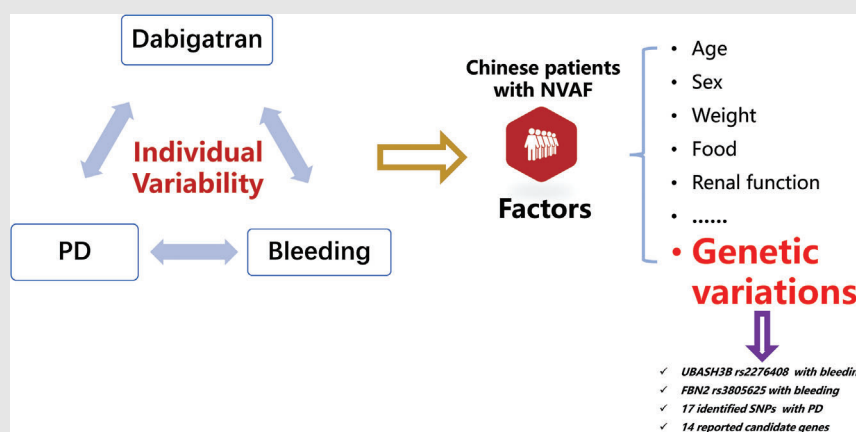 Dabigatran
Individual
Variability
PD
Bleeding
Chinese patients
with NVAF
Factors
• Age
• Sex
• Weight
• Food
• Renal function
• ......
• Genetic
variations
✓ UBASH3B rs2276408 with bleedin
✓ FBN2 rs3805625 with bleeding
✓ 17 identified SNPs with PD
✓ 14 reported candidate genes